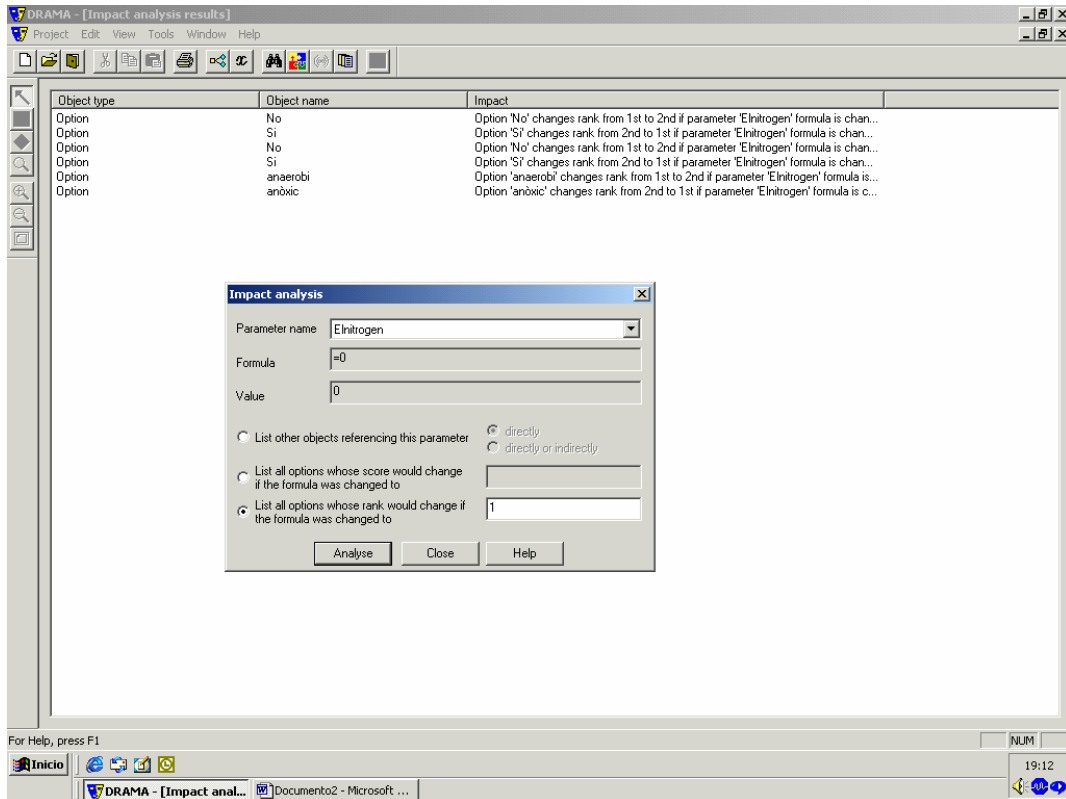 DRAMA - [Impact analysis results]
Project Edit View Tools Window Help
Object type Object name Impact
Option No Option 'No' changes rank from 1st to 2nd if parameter 'EInitrogen' formula is chan...
Option Si Option 'Si' changes rank from 2nd to 1st if parameter 'EInitrogen' formula is chan...
Option No Option 'No' changes rank from 1st to 2nd if parameter 'EInitrogen' formula is chan...
Option Si Option 'Si' changes rank from 2nd to 1st if parameter 'EInitrogen' formula is chan...
Option anaerobi Option 'anaerobi' changes rank from 1st to 2nd if parameter 'EInitrogen' formula is...
Option anòxic Option 'anòxic' changes rank from 2nd to 1st if parameter 'EInitrogen' formula is c...
Impact analysis
Parameter name EInitrogen
Formula =0
Value 0
List other objects referencing this parameter
directly
directly or indirectly
List all options whose score would change
if the formula was changed to
List all options whose rank would change if
the formula was changed to
1
Analyse Close Help
For Help, press F1 NUM
Inicio 19:12
DRAMA - [Impact anal... Documento2 - Microsoft ...